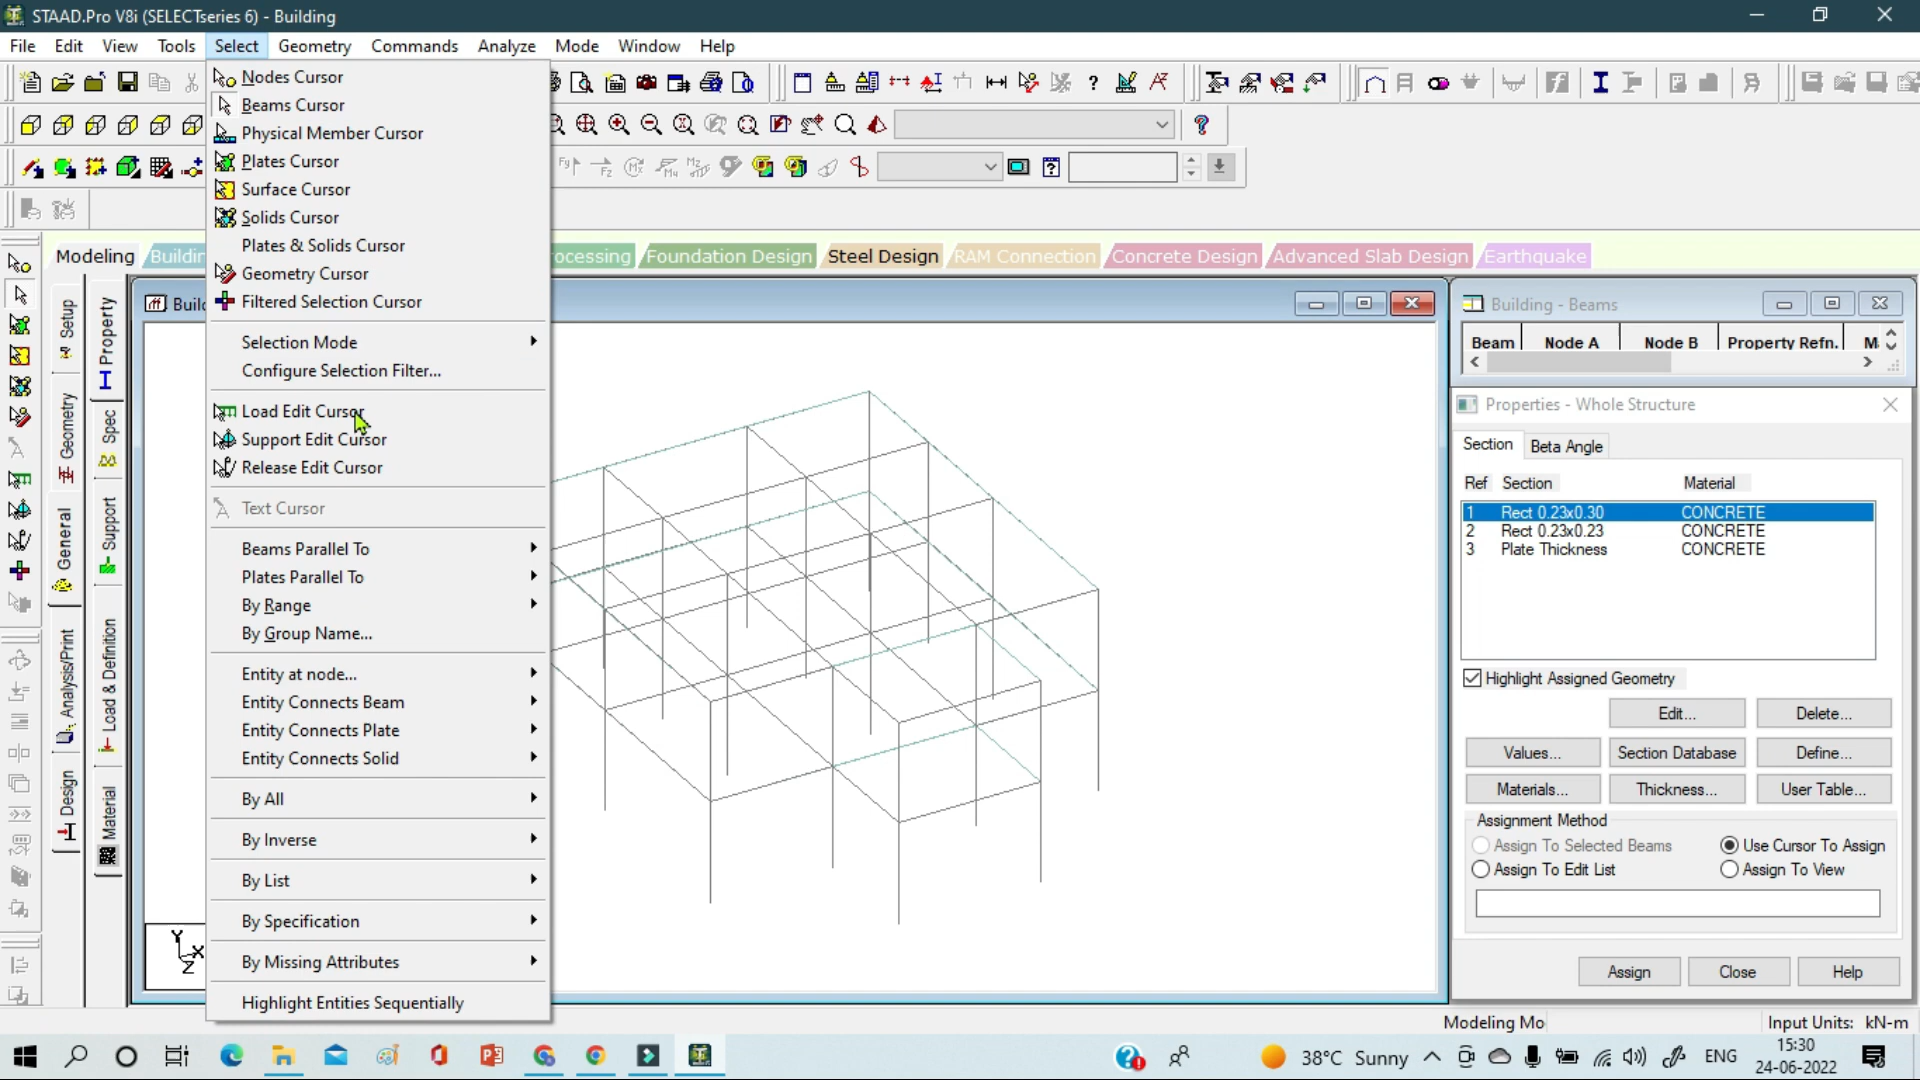 STAAD.Pro V8i (SELECTseries 6) - Building
File Edit View Tools Select Geometry Commands Analyze Mode Window Help
Nodes Cursor
Beams Cursor
Physical Member Cursor
Plates Cursor
Surface Cursor
Solids Cursor
Plates & Solids Cursor
Geometry Cursor
Filtered Selection Cursor
Selection Mode
Configure Selection Filter...
Load Edit Cursor
Support Edit Cursor
Release Edit Cursor
Text Cursor
Beams Parallel To
Plates Parallel To
By Range
By Group Name...
Entity at node...
Entity Connects Beam
Entity Connects Plate
Entity Connects Solid
By All
By Inverse
By List
By Specification
By Missing Attributes
Highlight Entities Sequentially
Modeling Foundation Design Steel Design RAM Connection Concrete Design Advanced Slab Design Earthquake
Setup
Geometry
General
Analysis/Print
Design
Property
Spec
Support
Load & Definition
Material
Y
X
Z
Building - Beams
Beam Node A Node B Property Refn.
Properties - Whole Structure
Section Beta Angle
Ref Section Material
1 Rect 0.23x0.30 CONCRETE
2 Rect 0.23x0.23 CONCRETE
3 Plate Thickness CONCRETE
Highlight Assigned Geometry
Edit... Delete...
Values... Section Database Define...
Materials... Thickness... User Table...
Assignment Method
Assign To Selected Beams Use Cursor To Assign
Assign To Edit List Assign To View
Assign Close Help
Modeling Mo Input Units: kN-m
38°C Sunny ENG 15:30
24-06-2022